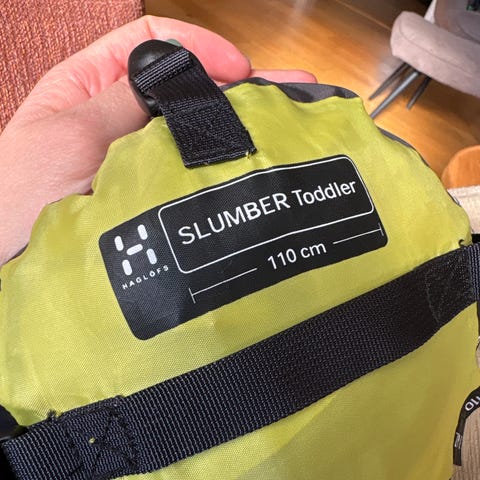 SLUMBER Toddler
HAGLÖFS
110 cm